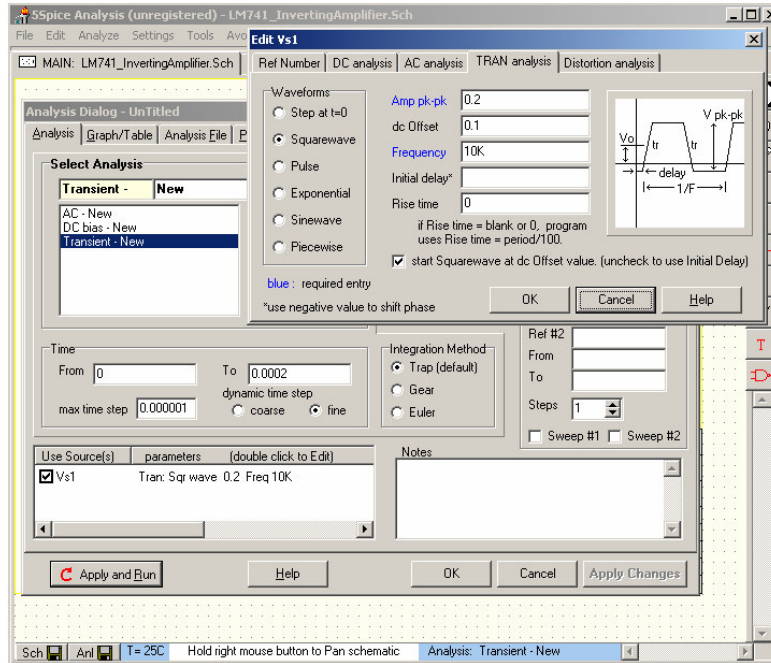 5Spice Analysis (unregistered) - LM741_InvertingAmplifier.Sch
File Edit Analyze Settings Tools Avo
MAIN: LM741_InvertingAmplifier.Sch
Edit Vs1
Ref Number DC analysis AC analysis TRAN analysis Distortion analysis
Waveforms
Step at t=0
Squarewave
Pulse
Exponential
Sinewave
Piecewise
Amp pk-pk 0.2
dc Offset 0.1
Frequency 10K
Initial delay*
Rise time 0
if Rise time = blank or 0, program
uses Rise time = period/100.
start Squarewave at dc Offset value. (uncheck to use Initial Delay)
V pk-pk
Vo
tr
tr
delay
1/F
blue : required entry
*use negative value to shift phase
OK Cancel Help
Analysis Dialog - UnTitled
Analysis Graph/Table Analysis File P
Select Analysis
Transient - New
AC - New
DC bias - New
Transient - New
Time
From 0 To 0.0002
max time step 0.000001
dynamic time step
coarse fine
Integration Method
Trap (default)
Gear
Euler
Ref #2
From
To
Steps 1
Sweep #1 Sweep #2
Use Source(s) parameters (double click to Edit)
Vs1 Tran: Sqr wave 0.2 Freq 10K
Notes
Apply and Run Help OK Cancel Apply Changes
T
Sch Anl T= 25C Hold right mouse button to Pan schematic Analysis: Transient - New